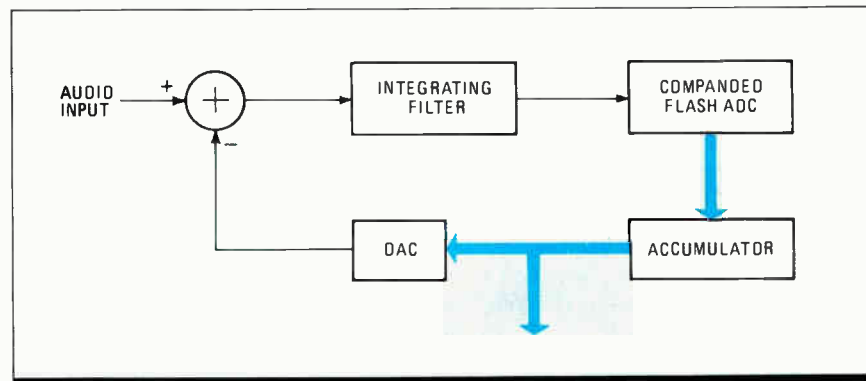 AUDIO
INPUT
+
+
−
INTEGRATING
FILTER
COMPANDED
FLASH ADC
DAC
ACCUMULATOR